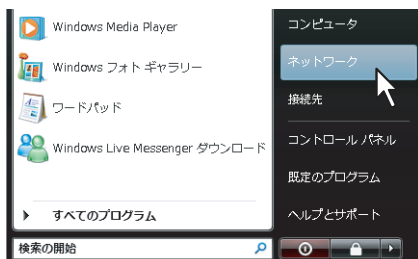 Windows Media Player
Windows フォト ギャラリー
ワードパッド
Windows Live Messenger ダウンロード
すべてのプログラム
検索の開始
コンピュータ
ネットワーク
接続先
コントロール パネル
既定のプログラム
ヘルプとサポート